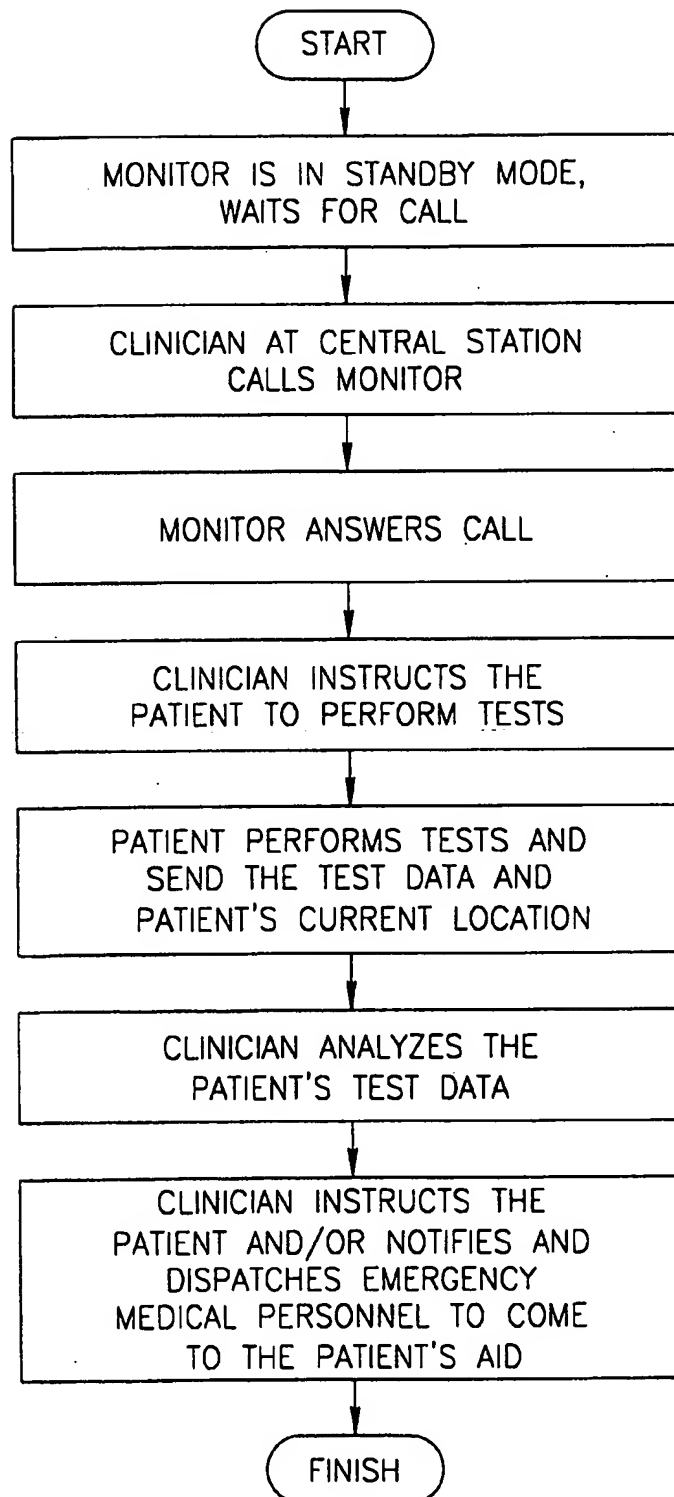 START
MONITOR IS IN STANDBY MODE,
WAITS FOR CALL
CLINICIAN AT CENTRAL STATION
CALLS MONITOR
MONITOR ANSWERS CALL
CLINICIAN INSTRUCTS THE
PATIENT TO PERFORM TESTS
PATIENT PERFORMS TESTS AND
SEND THE TEST DATA AND
PATIENT'S CURRENT LOCATION
CLINICIAN ANALYZES THE
PATIENT'S TEST DATA
CLINICIAN INSTRUCTS THE
PATIENT AND/OR NOTIFIES AND
DISPATCHES EMERGENCY
MEDICAL PERSONNEL TO COME
TO THE PATIENT'S AID
FINISH